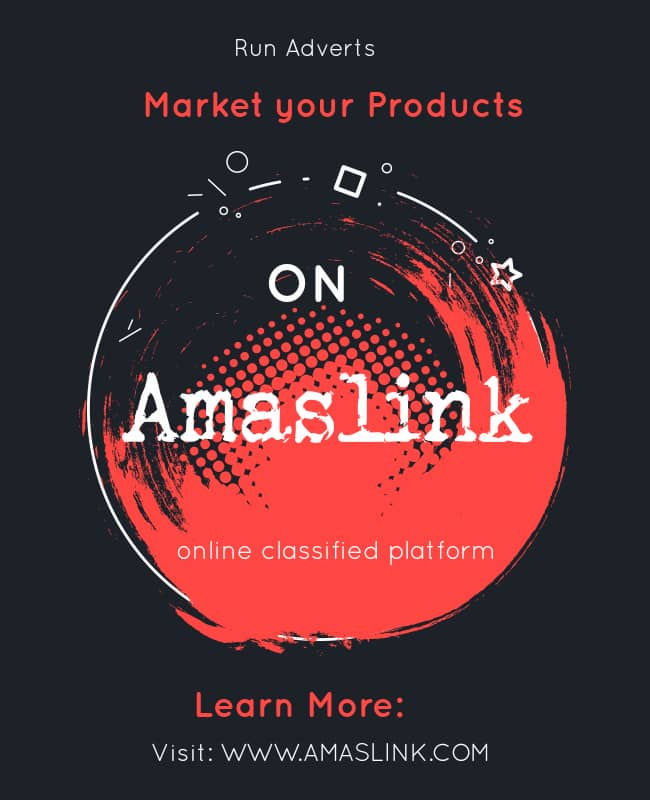 Run Adverts
Market your Products
ON
Amaslink
online classified platform
Learn More:
Visit: WWW.AMASLINK.COM